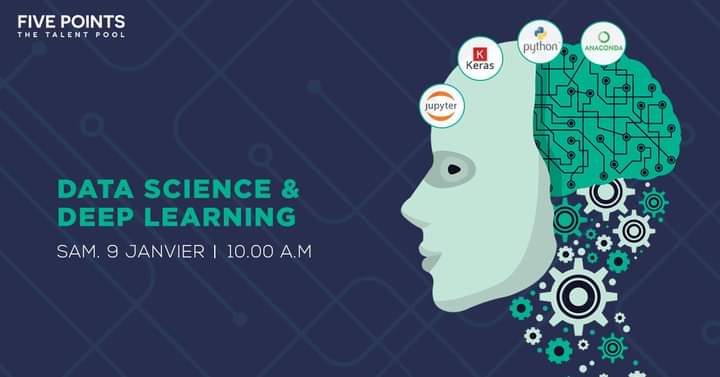 FIVE POINTS
THE TALENT POOL
K
Keras
python
ANACONDA
jupyter
DATA SCIENCE &
DEEP LEARNING
SAM. 9 JANVIER | 10.00 A.M